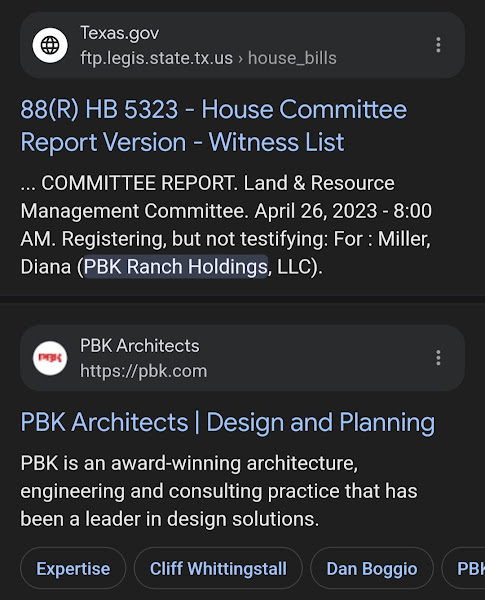 Texas.gov
ftp.legis.state.tx.us › house_bills
88(R) HB 5323 - House Committee
Report Version - Witness List
... COMMITTEE REPORT. Land & Resource
Management Committee. April 26, 2023 - 8:00
AM. Registering, but not testifying: For : Miller,
Diana (PBK Ranch Holdings, LLC).
PBK
PBK Architects
https://pbk.com
PBK Architects | Design and Planning
PBK is an award-winning architecture,
engineering and consulting practice that has
been a leader in design solutions.
Expertise Cliff Whittingstall Dan Boggio PBK